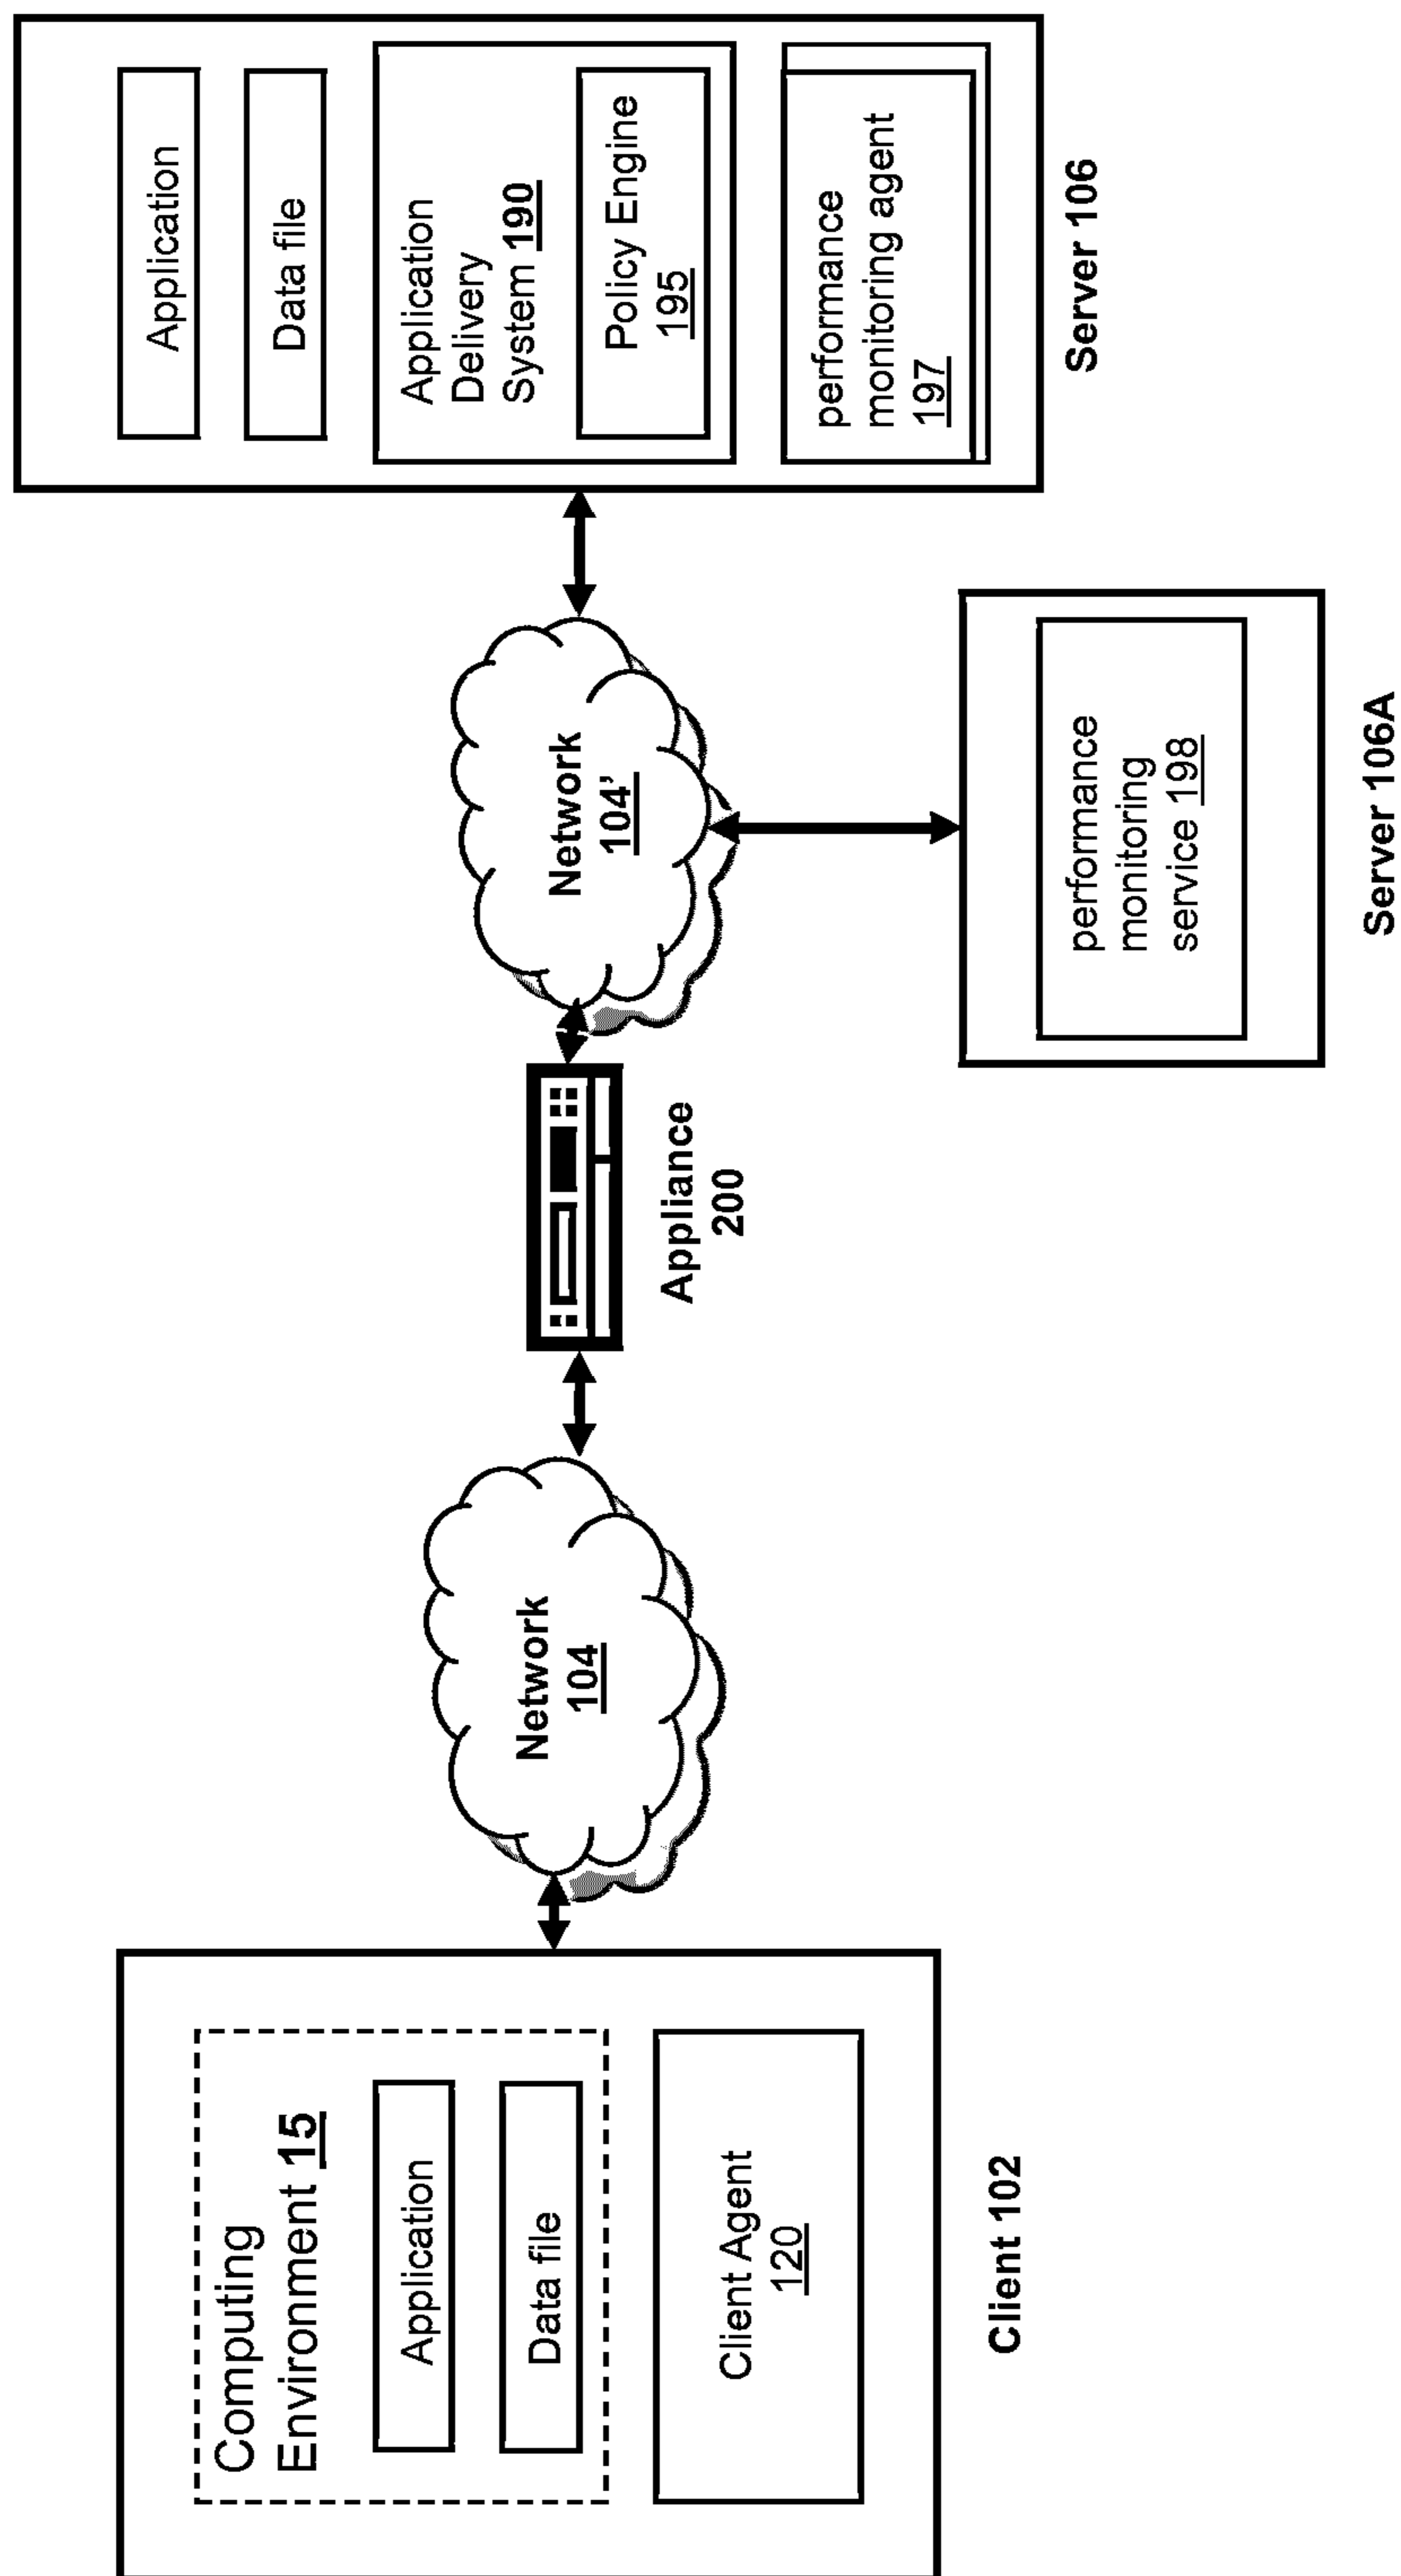 Computing
Environment 15
Application
Data file
Client Agent
120
Client 102
Network
104
Appliance
200
Network
104’
Application
Data file
Application
Delivery
System 190
Policy Engine
195
performance
monitoring agent
197
Server 106
performance
monitoring
service 198
Server 106A